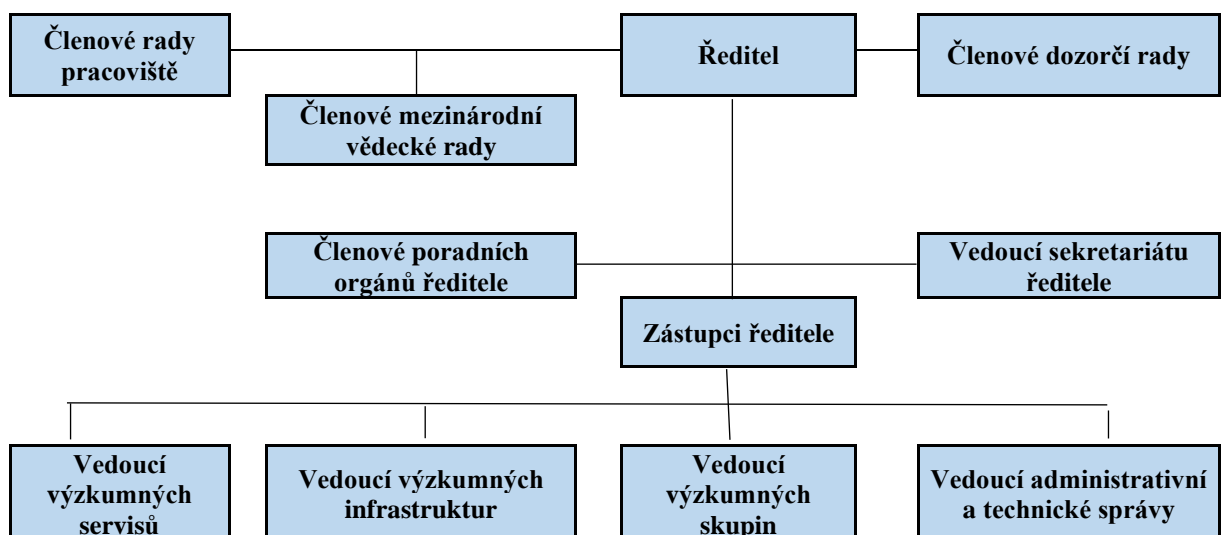 Členové rady
pracoviště
Ředitel
Členové dozorčí rady
Členové mezinárodní
vědecké rady
Členové poradních
orgánů ředitele
Vedoucí sekretariátu
ředitele
Zástupci ředitele
Vedoucí
výzkumných
servisů
Vedoucí výzkumných
infrastruktur
Vedoucí
výzkumných
skupin
Vedoucí administrativní
a technické správy